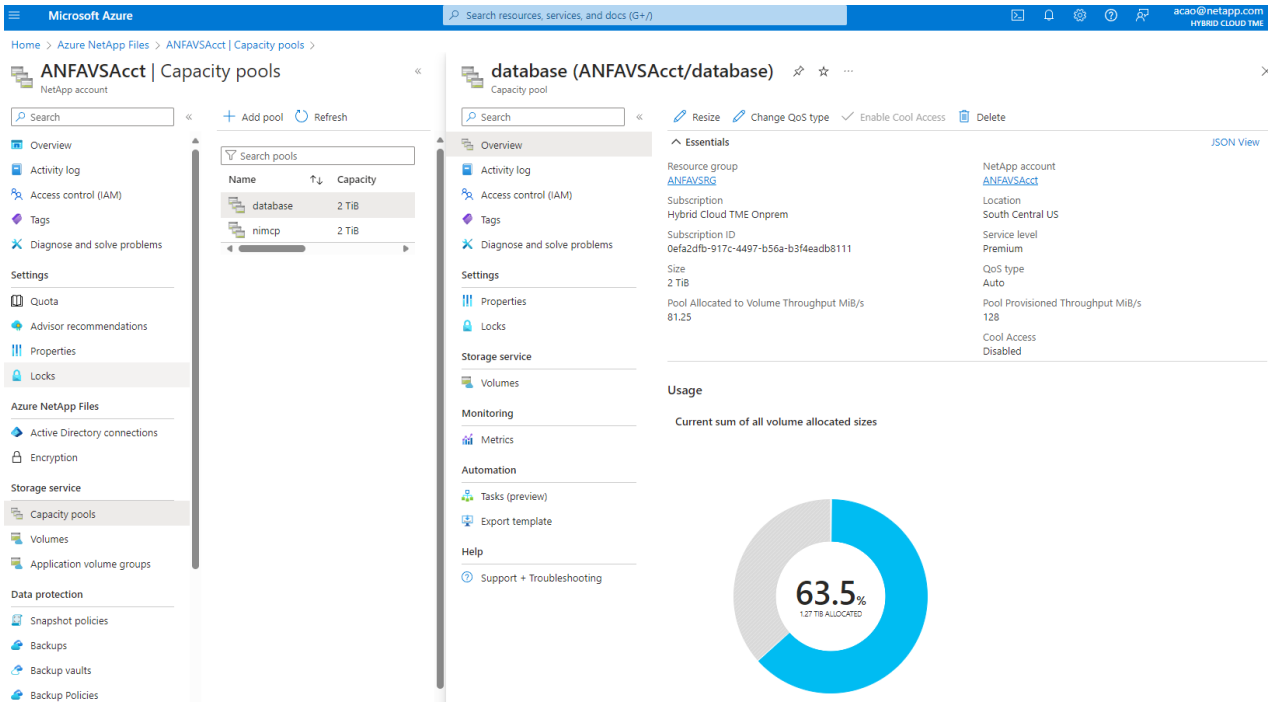 Microsoft Azure
Search resources, services, and docs (G+/)
acao@netapp.com
HYBRID CLOUD TME
Home > Azure NetApp Files > ANFAVSAcct | Capacity pools >
ANFAVSAcct | Capacity pools
NetApp account
Search
Overview
Activity log
Access control (IAM)
Tags
Diagnose and solve problems
Settings
Quota
Advisor recommendations
Properties
Locks
Azure NetApp Files
Active Directory connections
Encryption
Storage service
Capacity pools
Volumes
Application volume groups
Data protection
Snapshot policies
Backups
Backup vaults
Backup Policies
Add pool Refresh
Search pools
Name Capacity
database 2 TiB
nimcp 2 TiB
database (ANFAVSAcct/database)
Capacity pool
Search
Overview
Activity log
Access control (IAM)
Tags
Diagnose and solve problems
Settings
Properties
Locks
Storage service
Volumes
Monitoring
Metrics
Automation
Tasks (preview)
Export template
Help
Support + Troubleshooting
Resize Change QoS type Enable Cool Access Delete
Essentials
JSON View
Resource group
ANFAVSRG
Subscription
Hybrid Cloud TME Onprem
Subscription ID
0efa2dfb-917c-4497-b56a-b3f4eadb8111
Size
2 TiB
Pool Allocated to Volume Throughput MiB/s
81.25
NetApp account
ANFAVSAcct
Location
South Central US
Service level
Premium
QoS type
Auto
Pool Provisioned Throughput MiB/s
128
Cool Access
Disabled
Usage
Current sum of all volume allocated sizes
63.5%
1.27 TIB ALLOCATED